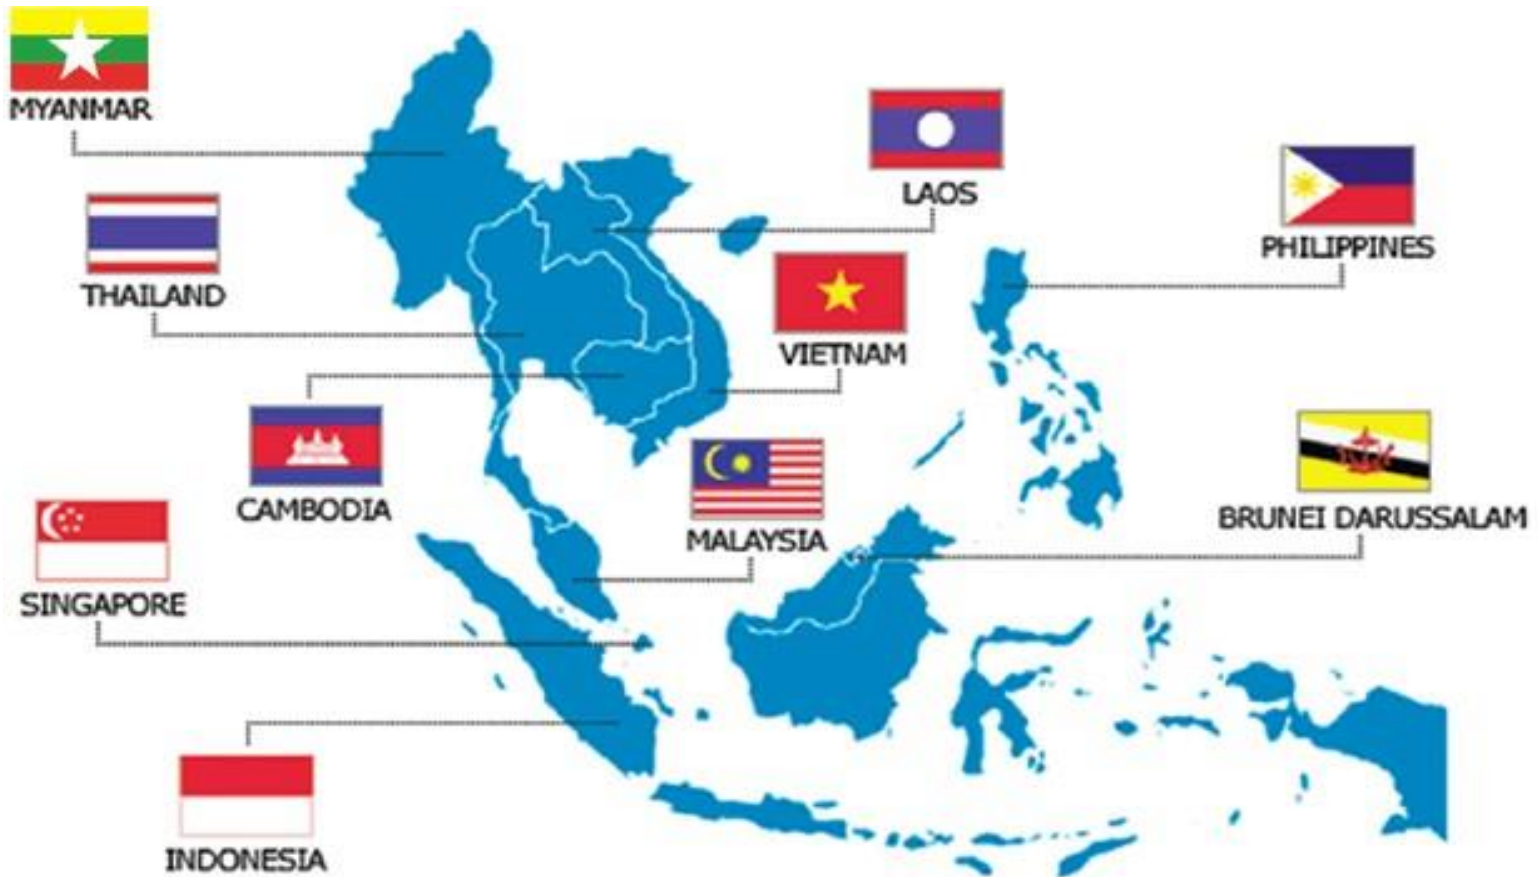 MYANMAR
LAOS
PHILIPPINES
THAILAND
VIETNAM
CAMBODIA
MALAYSIA
BRUNEI DARUSSALAM
SINGAPORE
INDONESIA